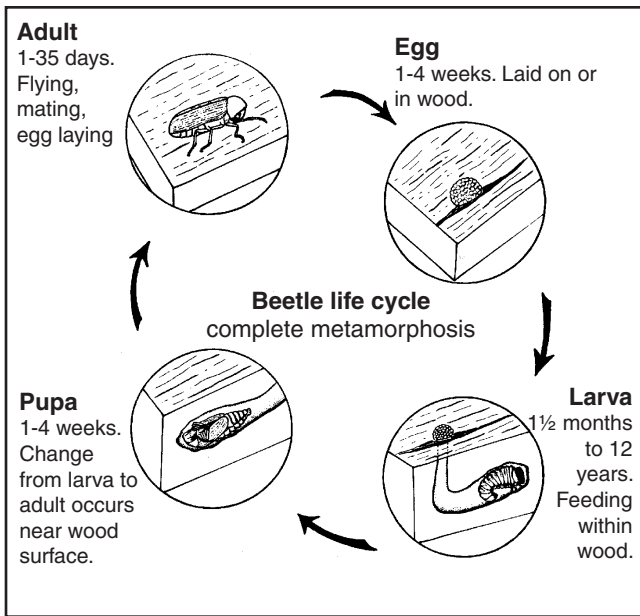 Adult
1-35 days.
Flying,
mating,
egg laying
Egg
1-4 weeks. Laid on or
in wood.
Beetle life cycle
complete metamorphosis
Larva
1½ months
to 12
years.
Feeding
within
wood.
Pupa
1-4 weeks.
Change
from larva to
adult occurs
near wood
surface.